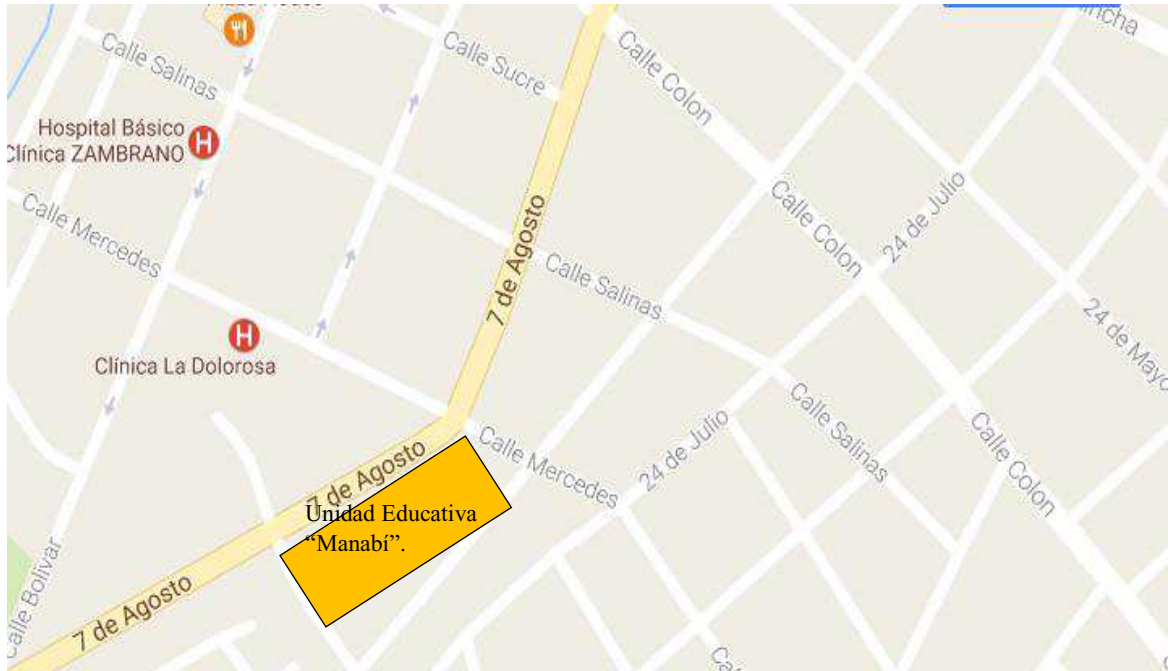 Calle Salinas
Calle Sucre
Calle Colon
Hospital Básico
Clínica ZAMBRANO
H
Calle Mercedes
7 de Agosto
Calle Salinas
Calle Colon
24 de Julio
24 de Mayo
H
Clínica La Dolorosa
Calle Salinas
Calle Colon
Calle Mercedes
24 de Julio
7 de Agosto
Unidad Educativa
“Manabí”.
Calle Bolivar
7 de Agosto